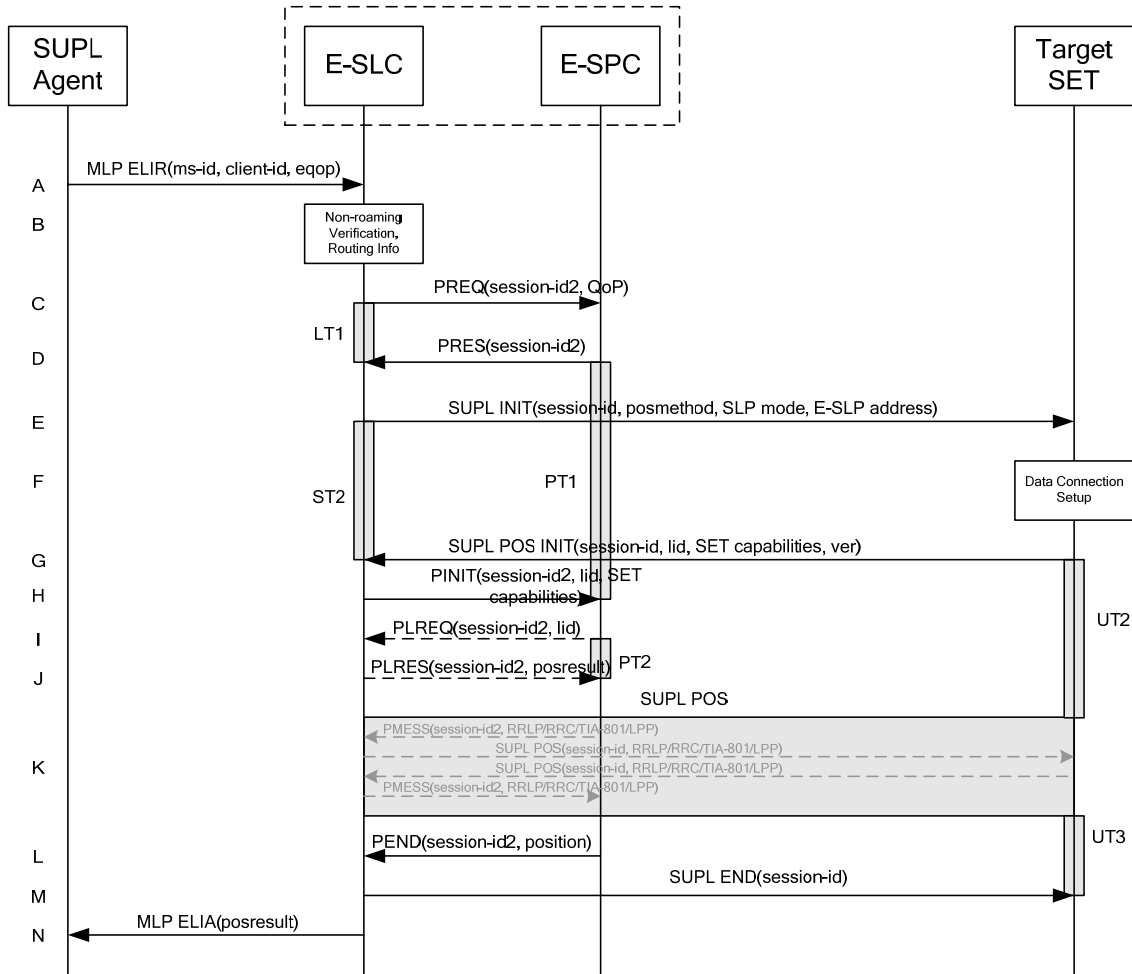 SUPL
Agent
E-SLC
E-SPC
Target
SET
A
MLP ELIR(ms-id, client-id, eqop)
B
Non-roaming
Verification,
Routing Info
C
PREQ(session-id2, QoP)
LT1
D
PRES(session-id2)
E
SUPL INIT(session-id, posmethod, SLP mode, E-SLP address)
F
ST2
PT1
Data Connection
Setup
G
SUPL POS INIT(session-id, lid, SET capabilities, ver)
H
PINIT(session-id2, lid, SET
capabilities)
I
PLREQ(session-id2, lid)
UT2
J
PLRES(session-id2, posresult)
PT2
SUPL POS
K
PMESS(session-id2, RRLP/RRC/TIA-801/LPP)
SUPL POS(session-id, RRLP/RRC/TIA-801/LPP)
SUPL POS(session-id, RRLP/RRC/TIA-801/LPP)
PMESS(session-id2, RRLP/RRC/TIA-801/LPP)
L
PEND(session-id2, position)
UT3
M
SUPL END(session-id)
N
MLP ELIA(posresult)